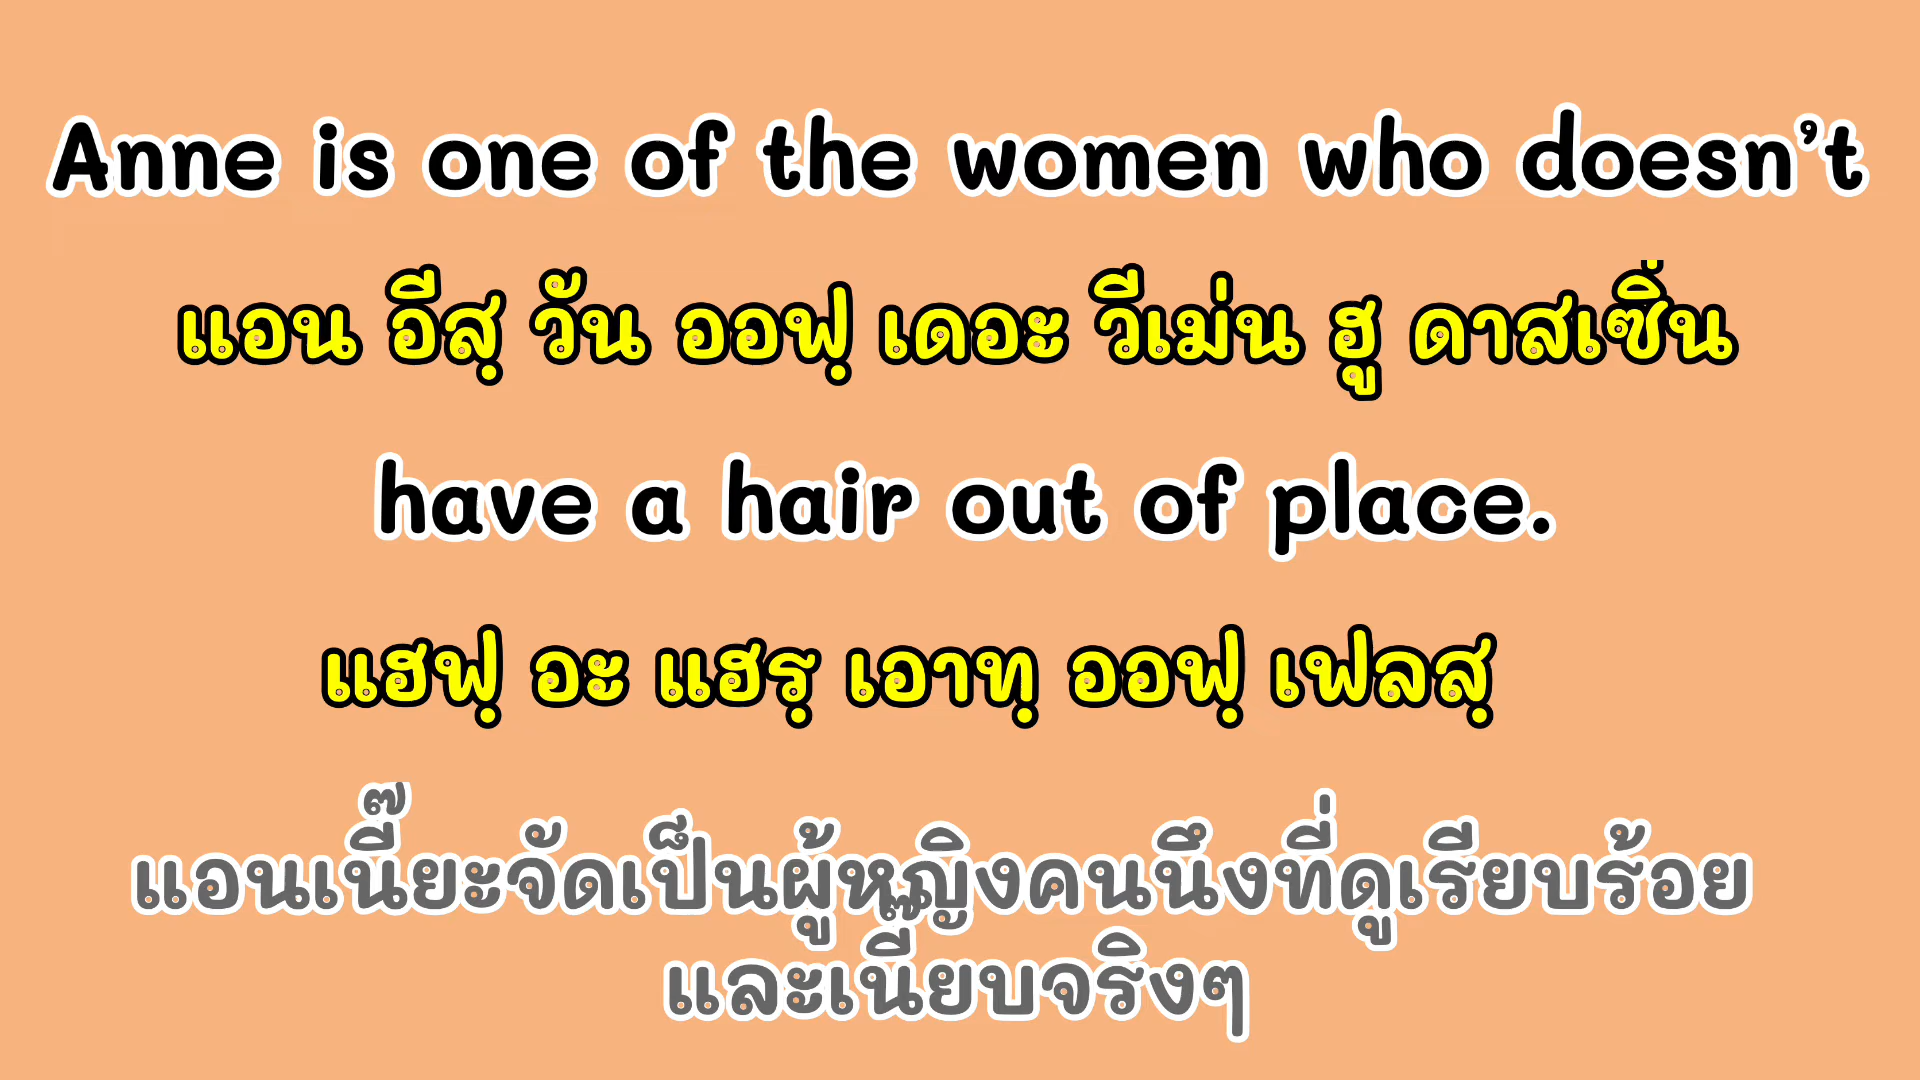 Anne is one of the women who doesn’t
แอน อีสฺ วัน ออฟฺ เดอะ วีเม่น ฮู ดาสเซิ่น
have a hair out of place.
แฮฟฺ อะ แฮรฺ เอาทฺ ออฟฺ เฟลสฺ
แอนเนี๊ยะจัดเป็นผู้หญิงคนนึงที่ดูเรียบร้อย
และเนี๊ยบจริงๆ